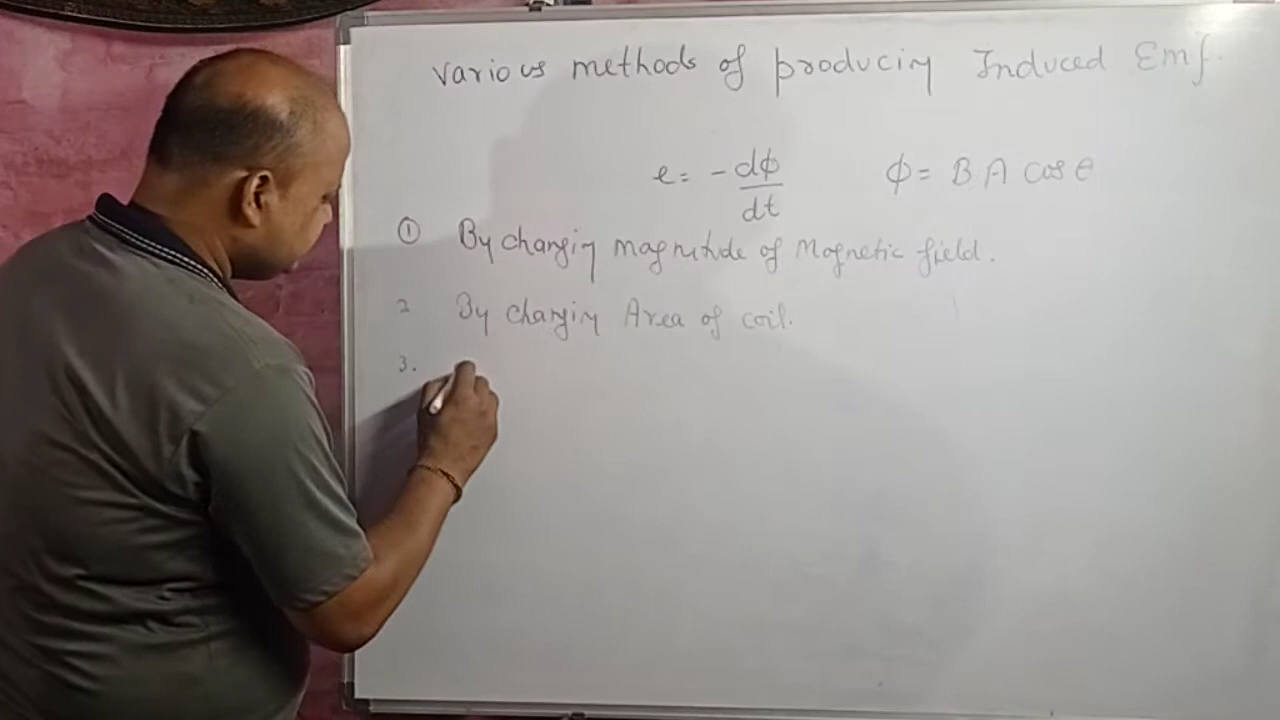 Various methods of producing Induced Emf.
e = - dφ/dt φ = B A cos θ
① By changing magnitude of Magnetic field.
2 By changing Area of coil.
3.